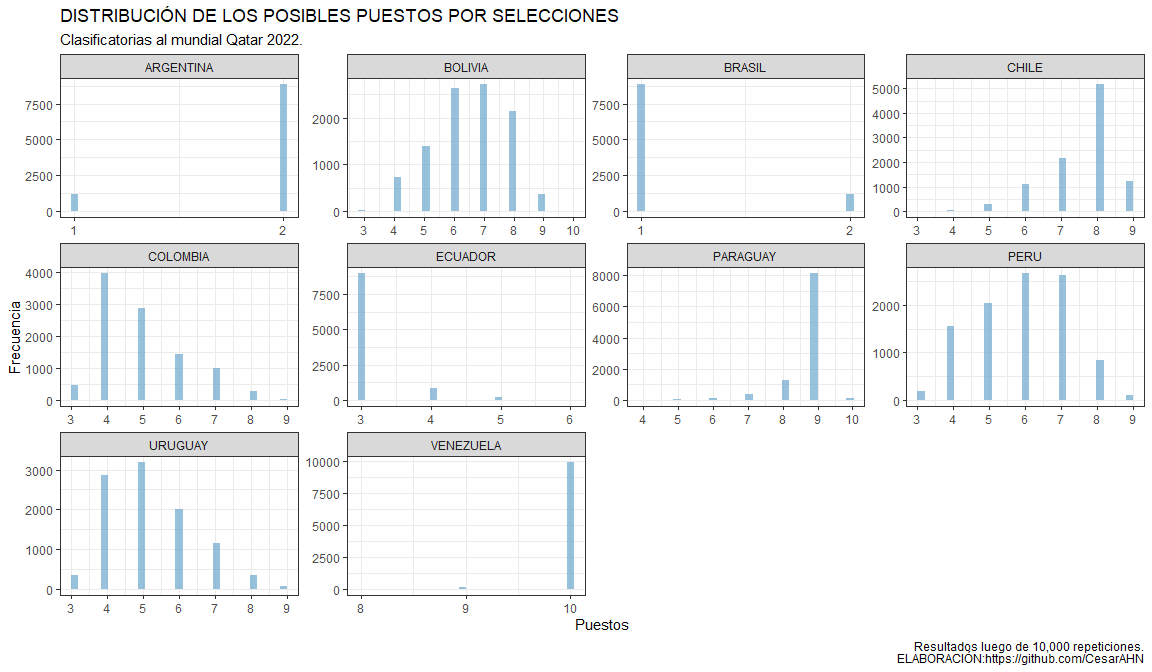 DISTRIBUCIÓN DE LOS POSIBLES PUESTOS POR SELECCIONES
Clasificatorias al mundial Qatar 2022.
ARGENTINA BOLIVIA BRASIL CHILE
7500
5000
2500
0
1 2
2000
1000
0
3 4 5 6 7 8 9 10
7500
5000
2500
0
1 2
5000
4000
3000
2000
1000
0
3 4 5 6 7 8 9
COLOMBIA ECUADOR PARAGUAY PERU
4000
3000
2000
1000
0
3 4 5 6 7 8 9
7500
5000
2500
0
3 4 5 6
8000
6000
4000
2000
0
4 5 6 7 8 9 10
2000
1000
0
3 4 5 6 7 8 9
URUGUAY VENEZUELA
3000
2000
1000
0
3 4 5 6 7 8 9
10000
7500
5000
2500
0
8 9 10
Frecuencia
Puestos
Resultados luego de 10,000 repeticiones.
ELABORACIÓN:https://github.com/CesarAHN